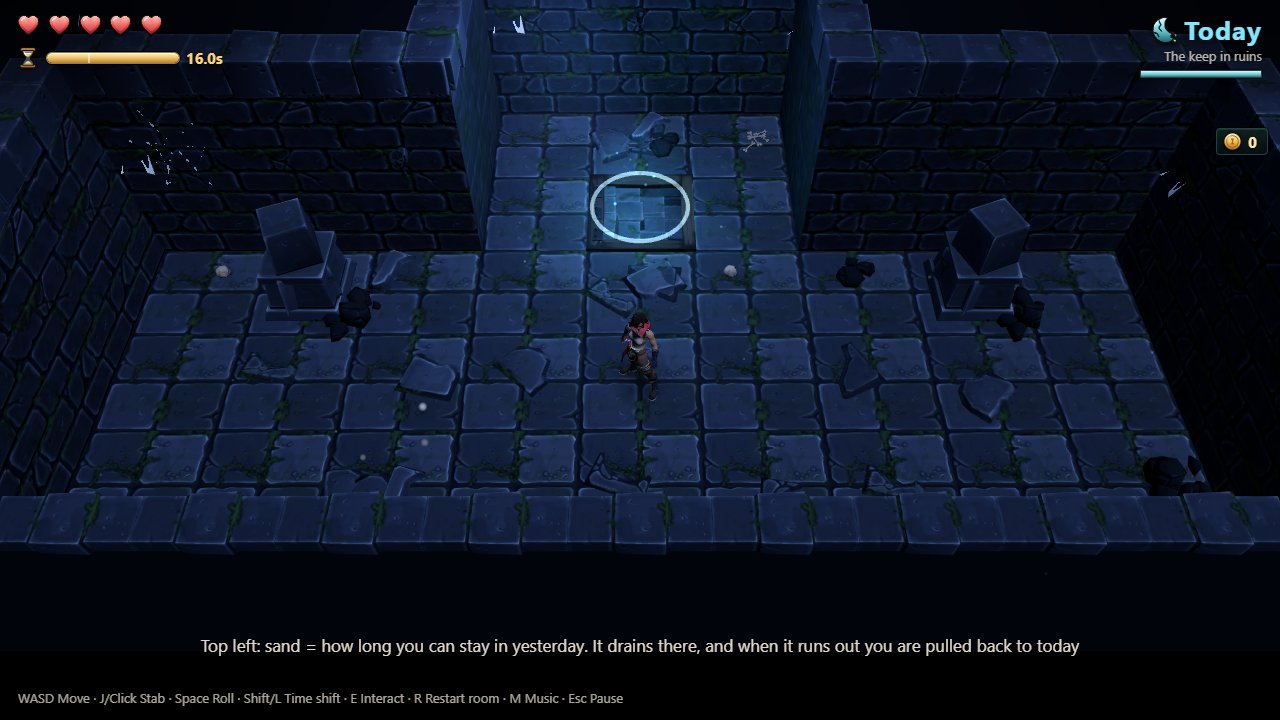 16.0s
Today
The keep in ruins
0
Top left: sand = how long you can stay in yesterday. It drains there, and when it runs out you are pulled back to today
WASD Move · J/Click Stab · Space Roll · Shift/L Time shift · E Interact · R Restart room · M Music · Esc Pause